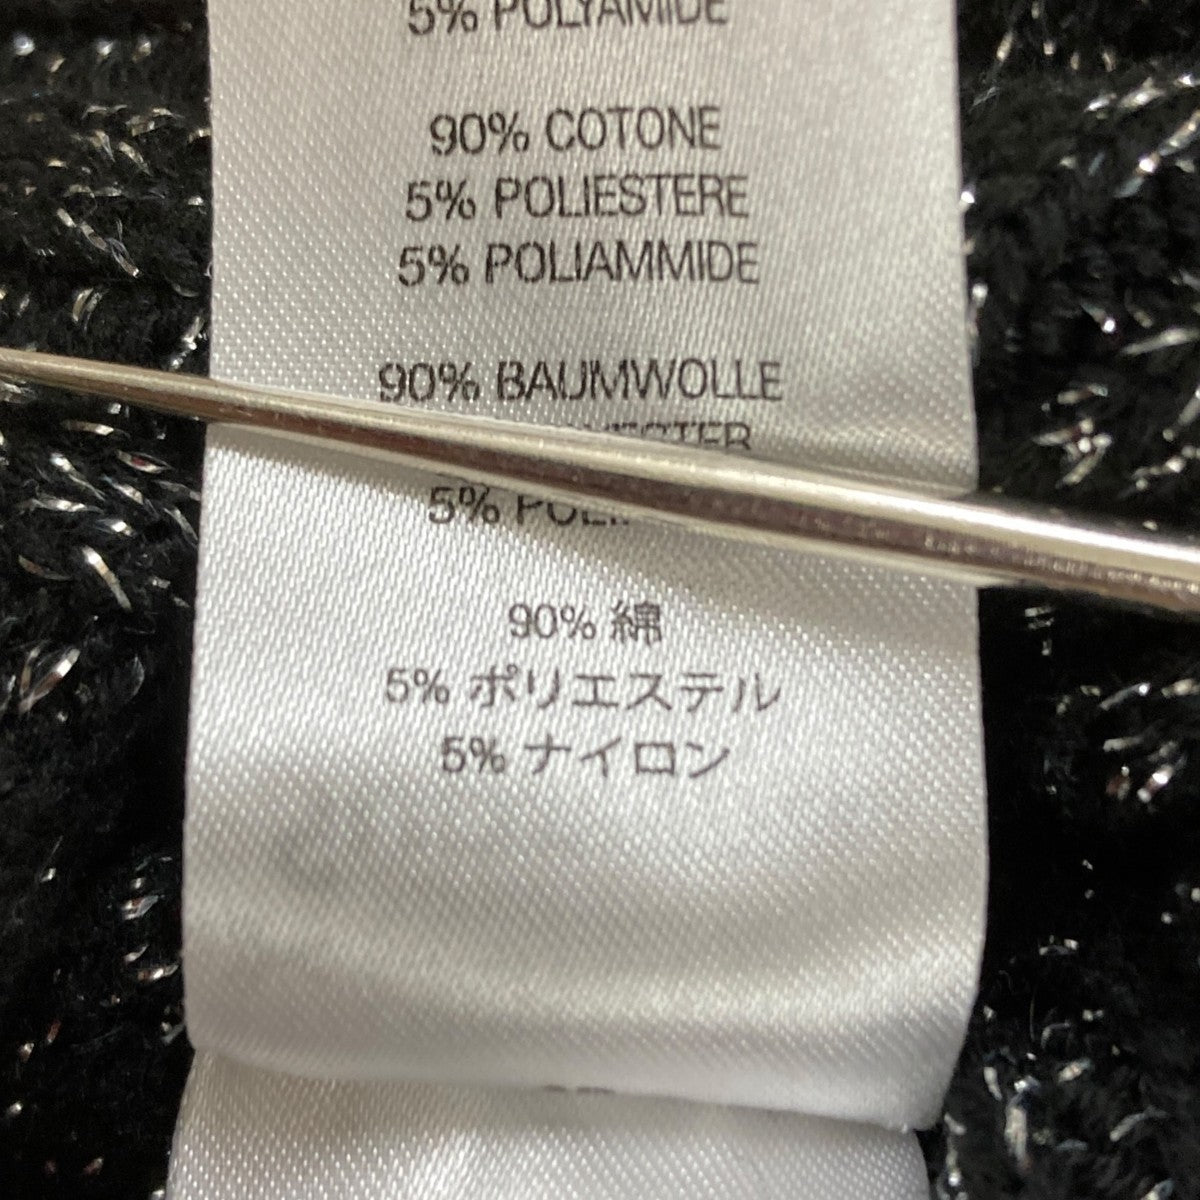 5% POLYAMIDE
90% COTONE
5% POLIESTERE
5% POLIAMMIDE
90% BAUMWOLLE
5%
90% 綿
5% ポリエステル
5% ナイロン